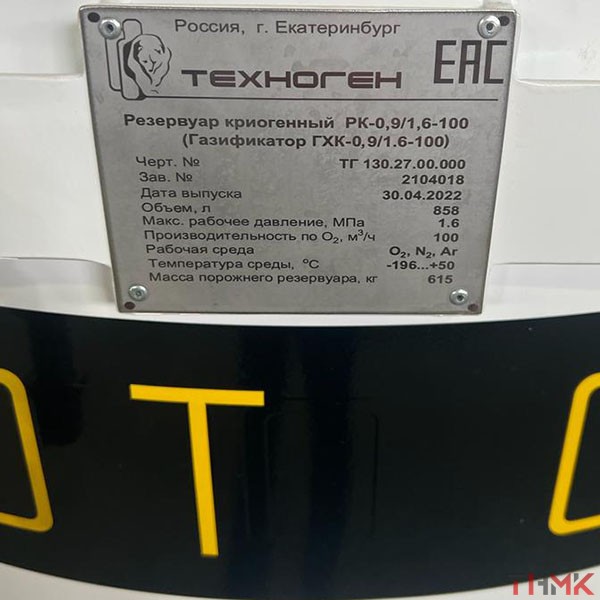 Россия, г. Екатеринбург
ТЕХНОГЕН
ЕАС
Резервуар криогенный РК-0,9/1,6-100
(Газификатор ГХК-0,9/1.6-100)
Черт. № ТГ 130.27.00.000
Зав. № 2104018
Дата выпуска 30.04.2022
Объем, л 858
Макс. рабочее давление, МПа 1.6
Производительность по O₂, м³/ч 100
Рабочая среда O₂, N₂, Ar
Температура среды, °C -196...+50
Масса порожнего резервуара, кг 615
Т